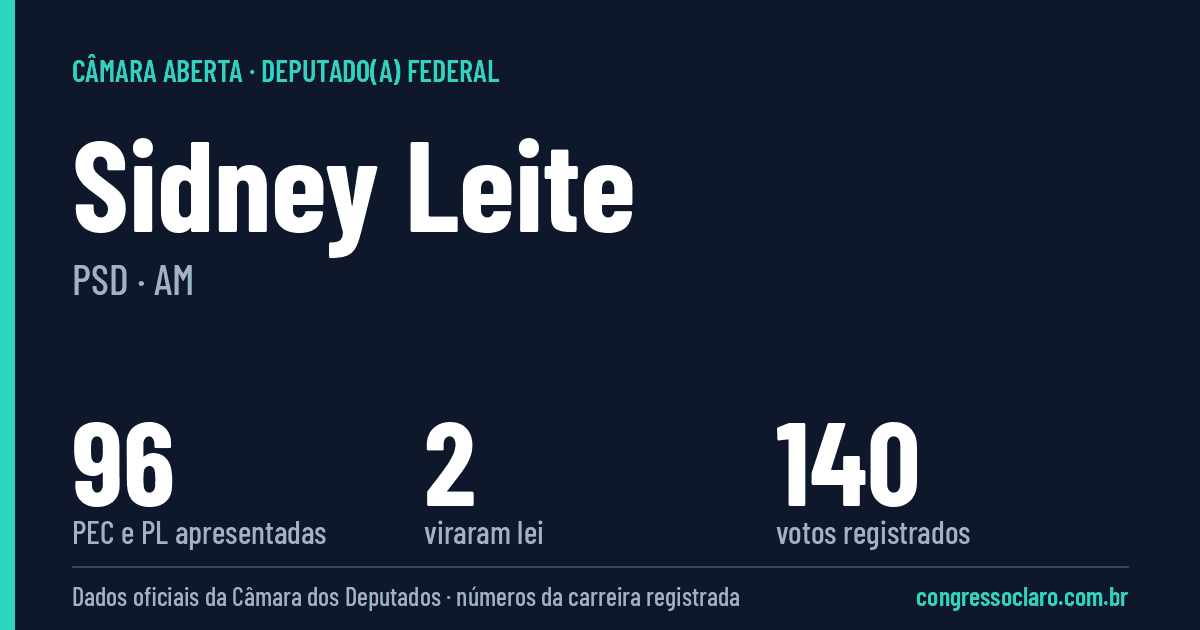 CÂMARA ABERTA · DEPUTADO(A) FEDERAL
Sidney Leite
PSD · AM
96
PEC e PL apresentadas
2
viraram lei
140
votos registrados
Dados oficiais da Câmara dos Deputados · números da carreira registrada
congressoclaro.com.br